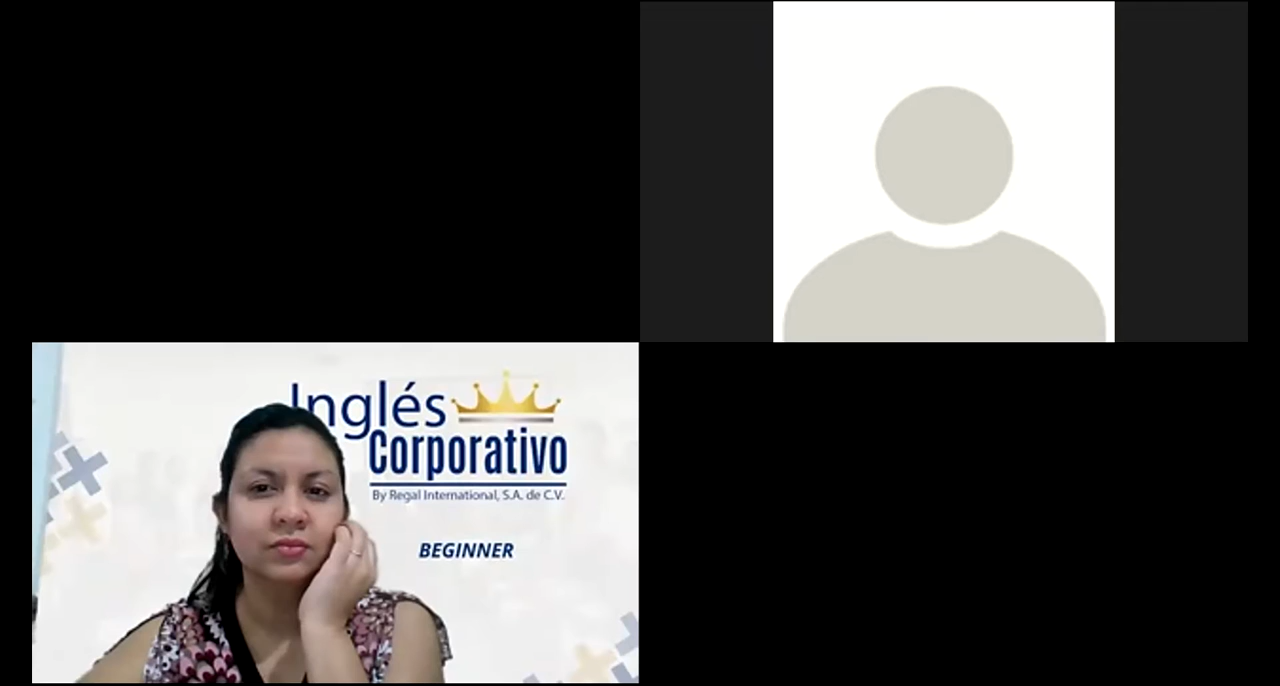 Inglés
Corporativo
By Regal International, S.A. de C.V.
BEGINNER